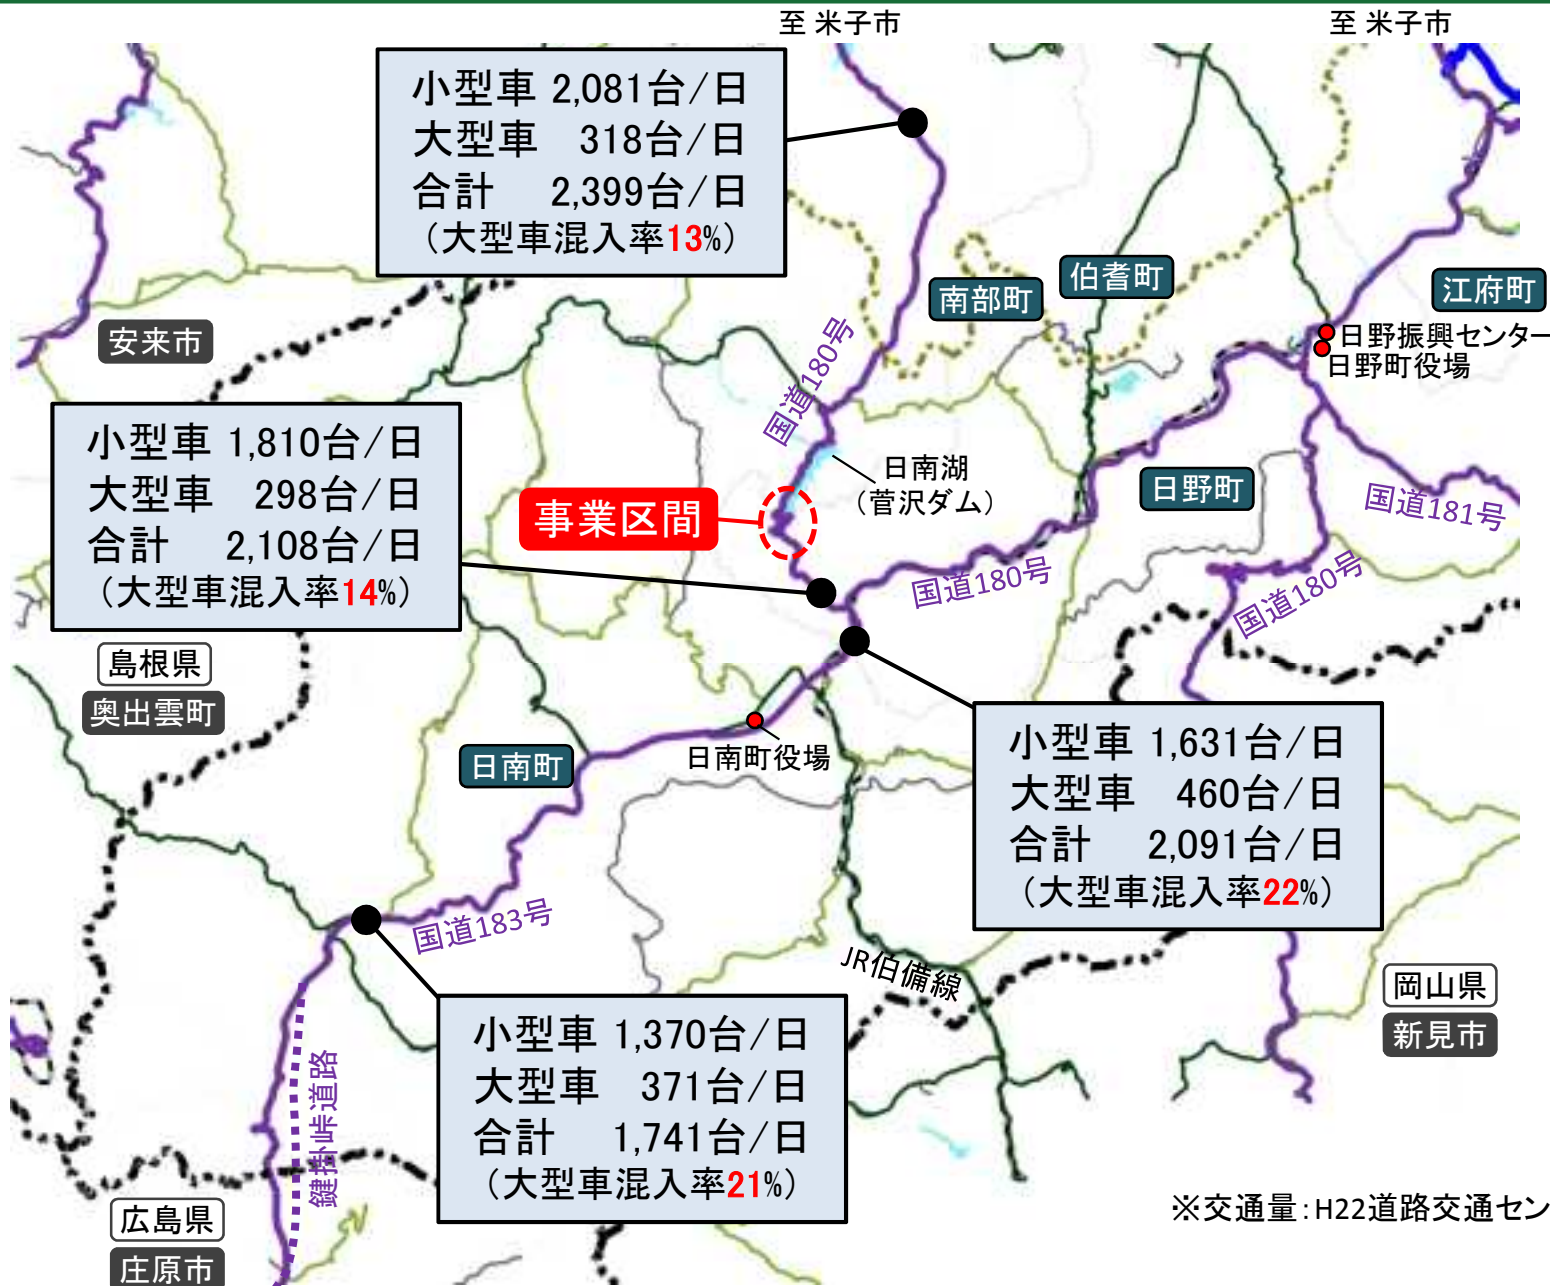 至 米子市
至 米子市
小型車 2,081台/日
大型車 318台/日
合計 2,399台/日
（大型車混入率13%）
南部町
伯耆町
江府町
安来市
日野振興センター
日野町役場
国道180号
小型車 1,810台/日
大型車 298台/日
合計 2,108台/日
（大型車混入率14%）
日南湖
（菅沢ダム）
日野町
国道181号
事業区間
国道180号
国道180号
島根県
奥出雲町
日南町
日南町役場
小型車 1,631台/日
大型車 460台/日
合計 2,091台/日
（大型車混入率22%）
国道183号
JR伯備線
岡山県
新見市
小型車 1,370台/日
大型車 371台/日
合計 1,741台/日
（大型車混入率21%）
鍵掛峠道路
広島県
庄原市
※交通量：H22道路交通セン